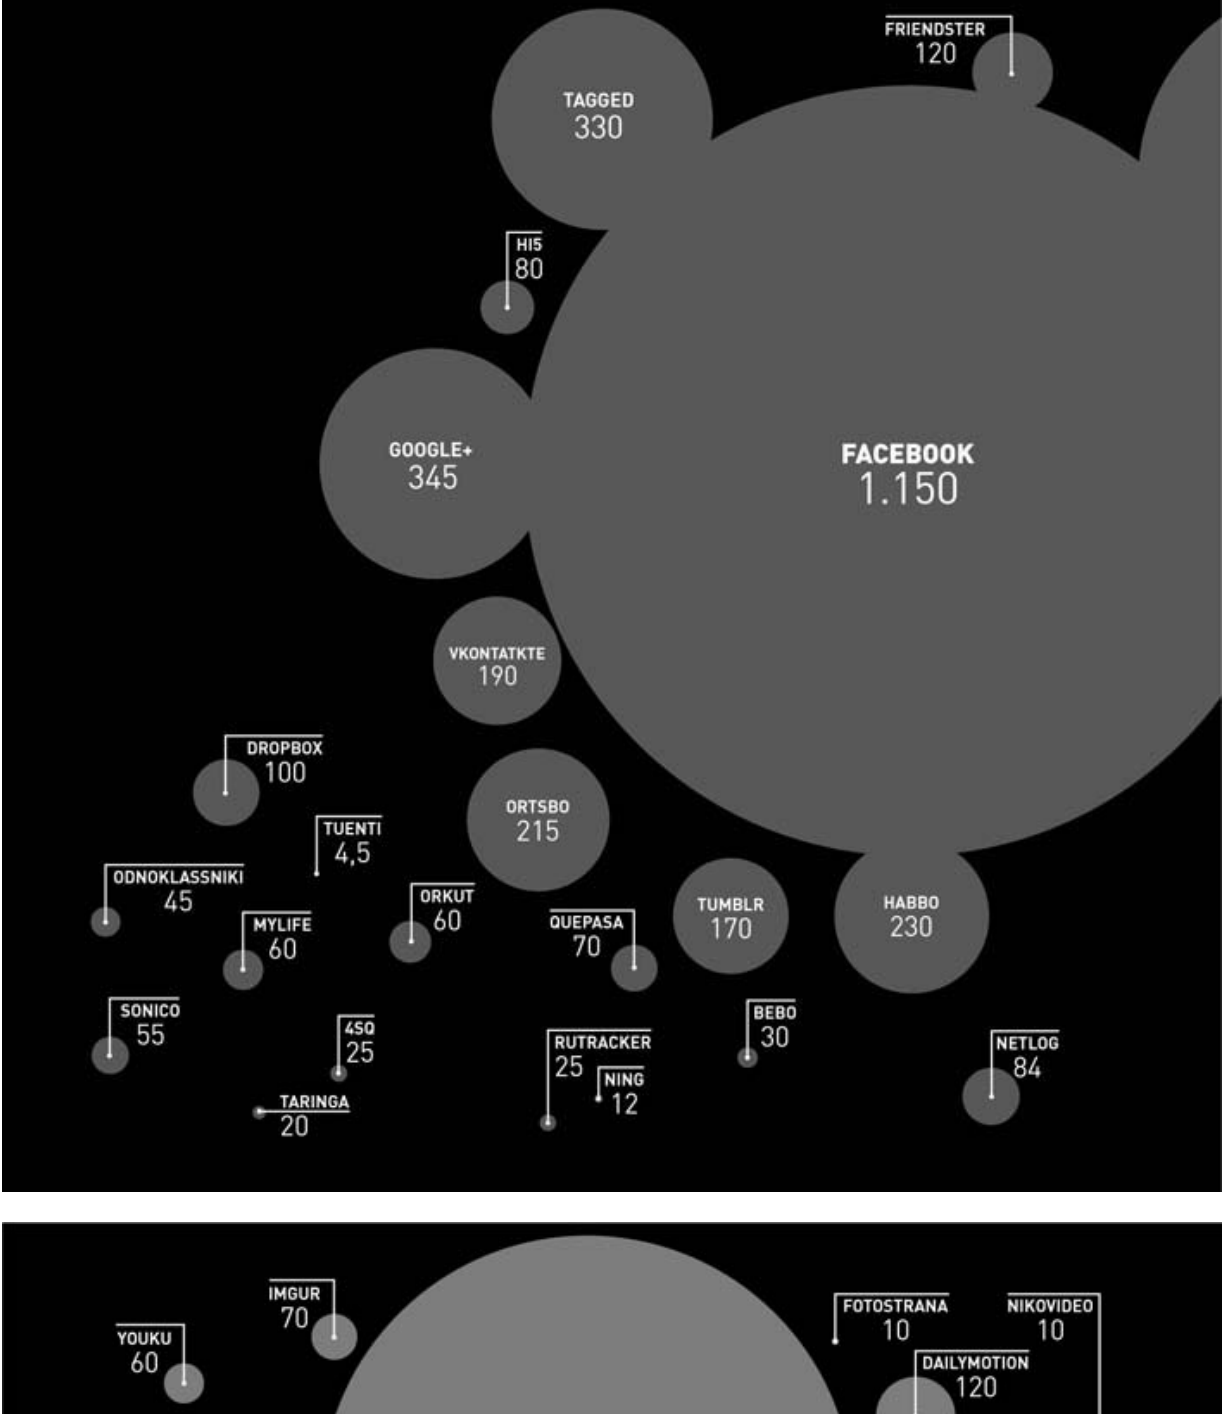 FRIENDSTER
120
TAGGED
330
HI5
80
GOOGLE+
345
FACEBOOK
1.150
VKONTATKTE
190
DROPBOX
100
ORTSBO
215
TUENTI
4,5
ODNOKLASSNIKI
45
ORKUT
60
MYLIFE
60
QUEPASA
70
TUMBLR
170
HABBO
230
SONICO
55
4SQ
25
RUTRACKER
25
NING
12
BEBO
30
NETLOG
84
TARINGA
20
IMGUR
70
YOUKU
60
FOTOSTRANA
10
NIKOVIDEO
10
DAILYMOTION
120